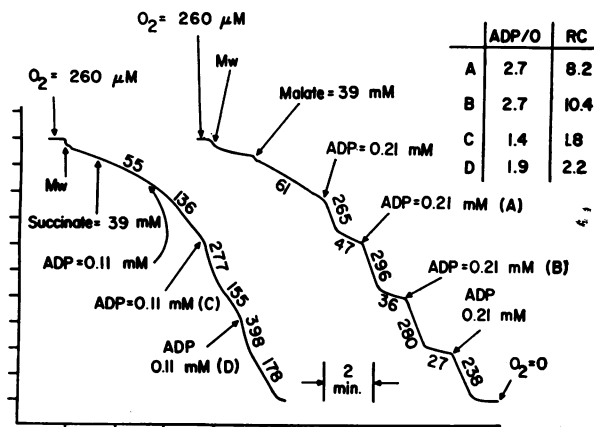 O₂ = 260 μM
Mw
Succinate = 39 mM
55
ADP = 0.11 mM
136
277
ADP = 0.11 mM (C)
155
398
ADP
0.11 mM (D)
178
O₂ = 260 μM
Mw
Malate = 39 mM
61
ADP = 0.21 mM
265
47
ADP = 0.21 mM (A)
296
36
ADP = 0.21 mM (B)
280
27
ADP
0.21 mM
238
O₂=0
2
min.
ADP/O RC
A 2.7 8.2
B 2.7 10.4
C 1.4 1.8
D 1.9 2.2